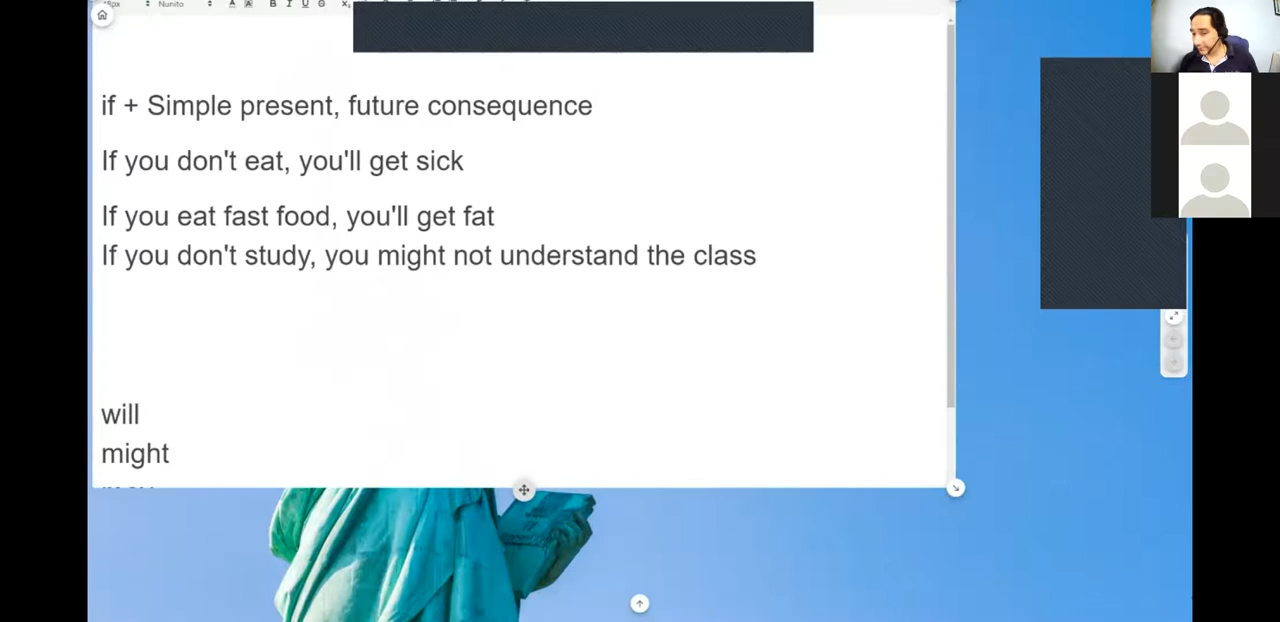 Nunito
B I U S
if + Simple present, future consequence
If you don't eat, you'll get sick
If you eat fast food, you'll get fat
If you don't study, you might not understand the class
will
might